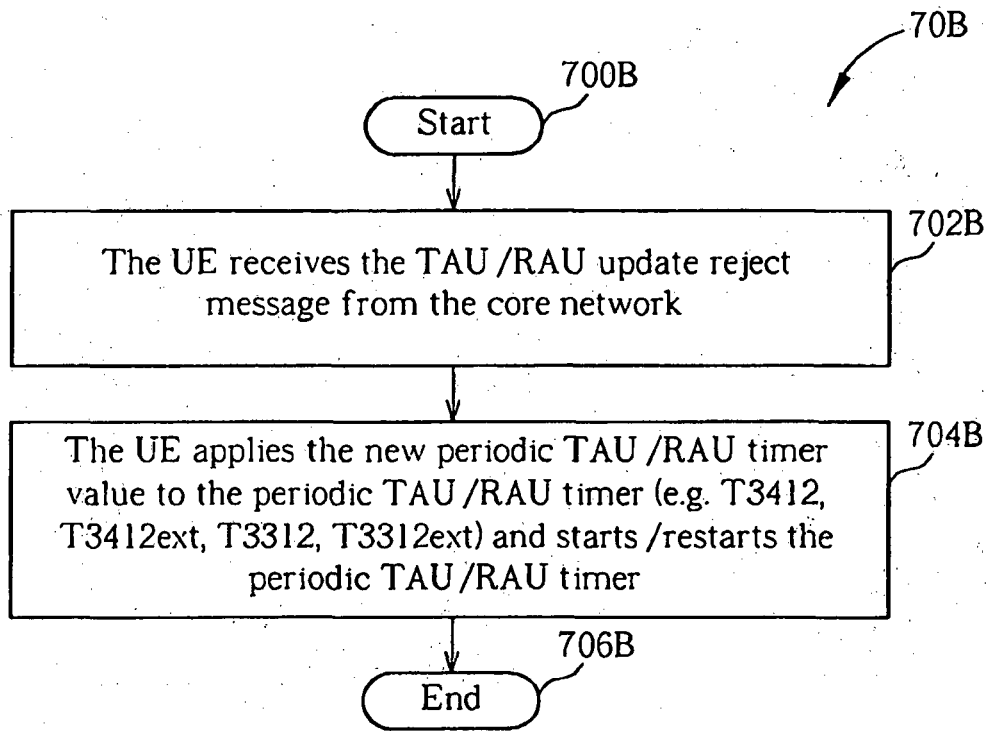 70B
700B
Start
702B
The UE receives the TAU/RAU update reject
message from the core network
704B
The UE applies the new periodic TAU/RAU timer
value to the periodic TAU/RAU timer (e.g. T3412,
T3412ext, T3312, T3312ext) and starts/restarts the
periodic TAU/RAU timer
706B
End